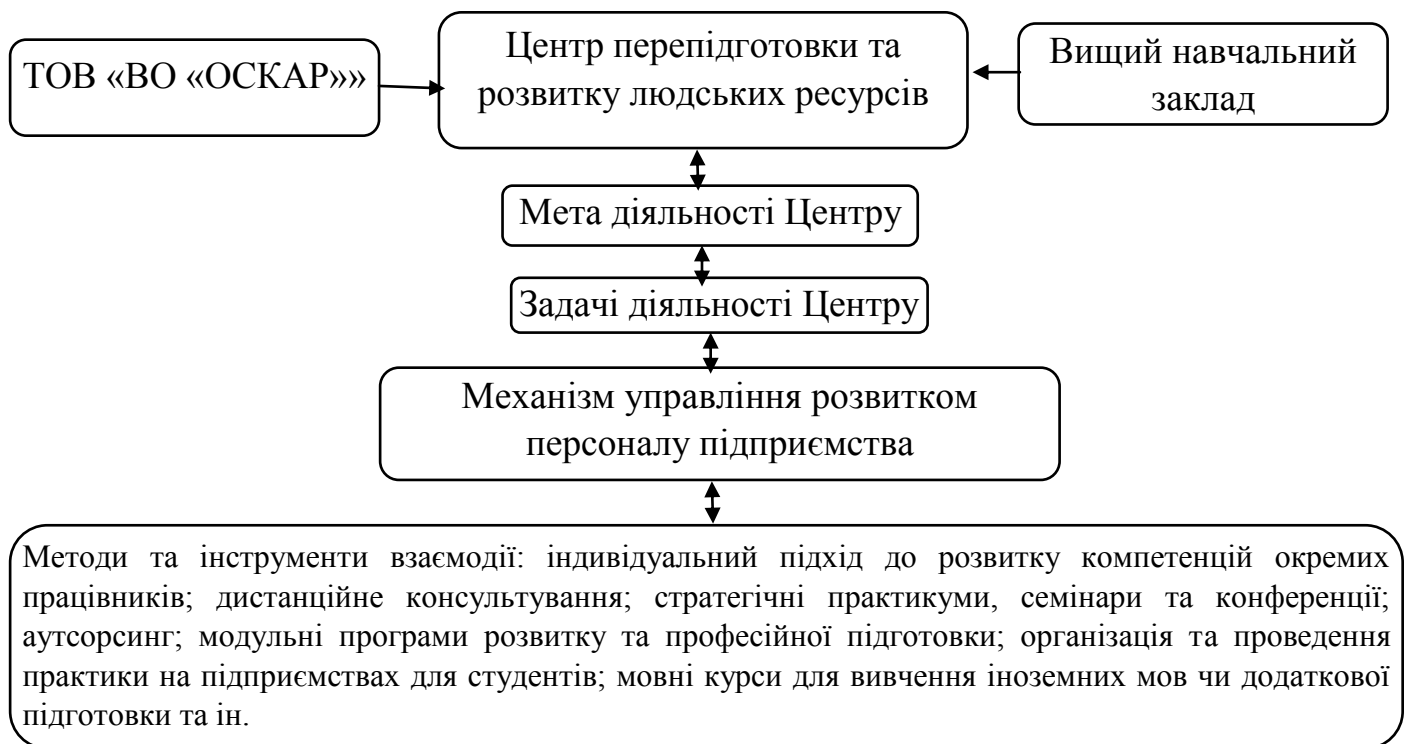 ТОВ «ВО «ОСКАР»»
Центр перепідготовки та
розвитку людських ресурсів
Вищий навчальний
заклад
Мета діяльності Центру
Задачі діяльності Центру
Механізм управління розвитком
персоналу підприємства
Методи та інструменти взаємодії: індивідуальний підхід до розвитку компетенцій окремих
працівників; дистанційне консультування; стратегічні практикуми, семінари та конференції;
аутсорсинг; модульні програми розвитку та професійної підготовки; організація та проведення
практики на підприємствах для студентів; мовні курси для вивчення іноземних мов чи додаткової
підготовки та ін.